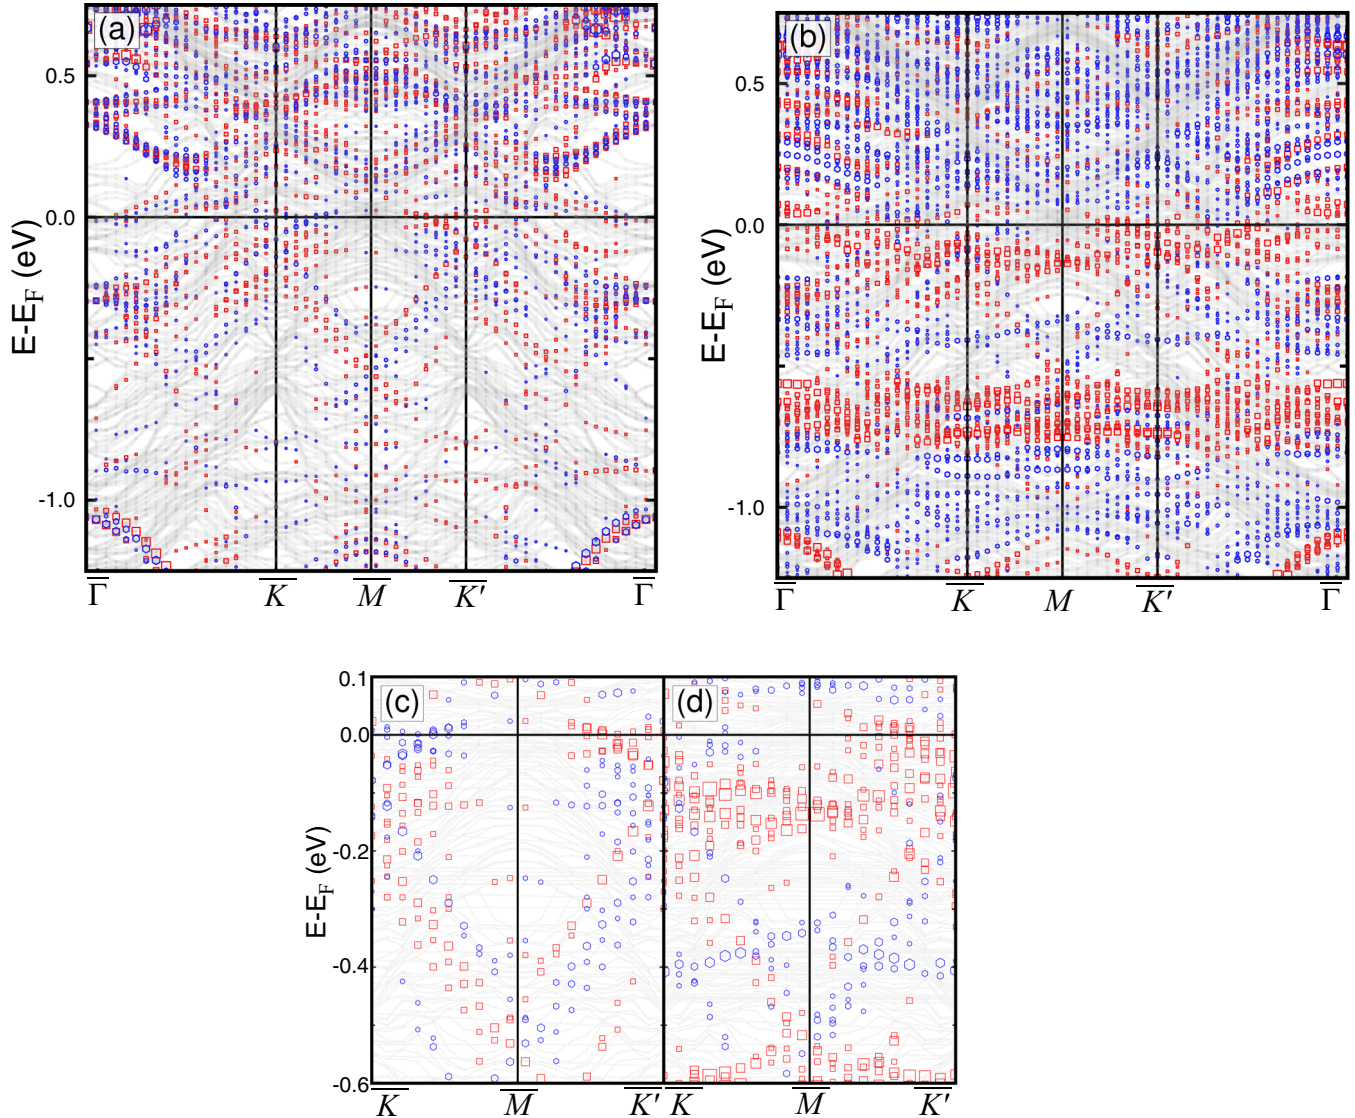 (a)
0.5
0.0
-1.0
E-E_F (eV)
Γ̿ K̅ M̅ K̅′ Γ̿
(b)
0.5
0.0
-1.0
E-E_F (eV)
Γ̿ K̅ M K̅′ Γ̿
(c) (d)
0.1
0.0
-0.2
-0.4
-0.6
E-E_F (eV)
K̅ M̅ K̅′ K̅ M̅ K̅′